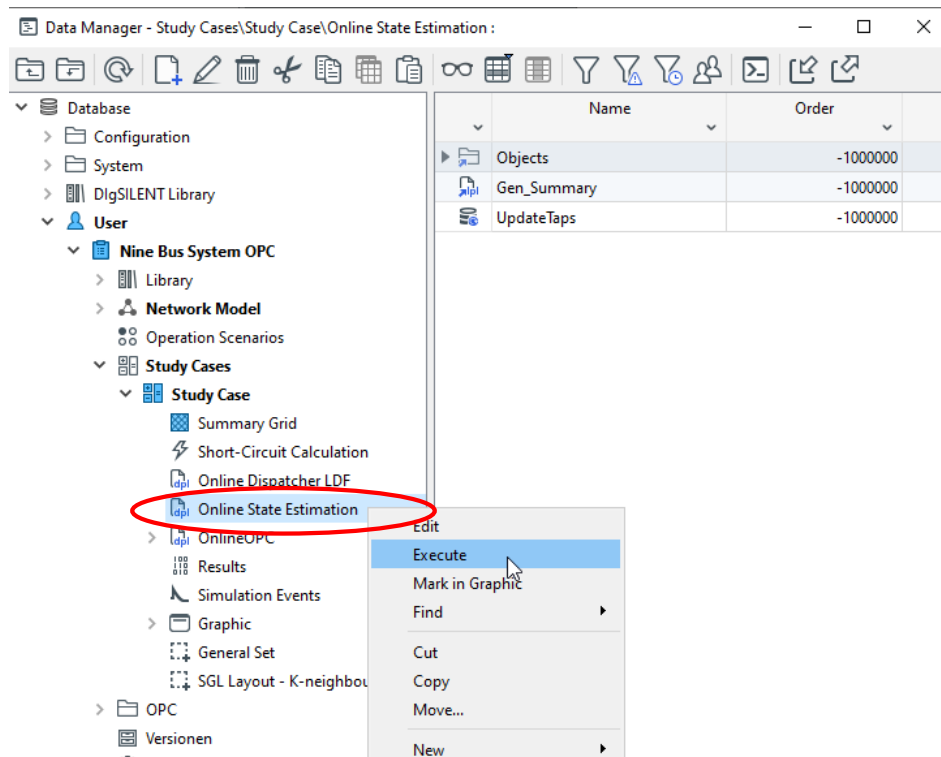 Data Manager - Study Cases\Study Case\Online State Estimation :
Database
Configuration
System
DIgSILENT Library
User
Nine Bus System OPC
Library
Network Model
Operation Scenarios
Study Cases
Study Case
Summary Grid
Short-Circuit Calculation
Online Dispatcher LDF
Online State Estimation
OnlineOPC
Results
Simulation Events
Graphic
General Set
SGL Layout - K-neighbou
OPC
Versionen
Name Order
Objects -1000000
Gen_Summary -1000000
UpdateTaps -1000000
Edit
Execute
Mark in Graphic
Find
Cut
Copy
Move...
New